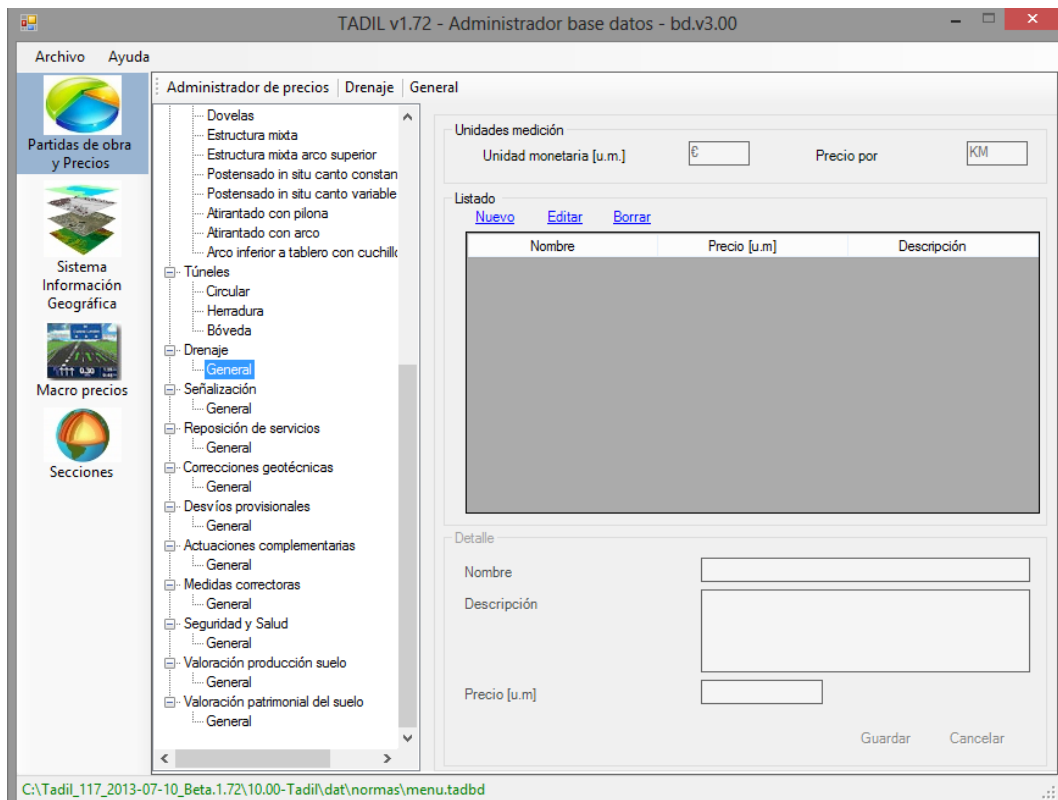 TADIL v1.72 - Administrador base datos - bd.v3.00
Archivo Ayuda
Partidas de obra
y Precios
Sistema
Información
Geográfica
Macro precios
Secciones
Administrador de precios Drenaje General
Dovelas
Estructura mixta
Estructura mixta arco superior
Postensado in situ canto constan
Postensado in situ canto variable
Atirantado con pilona
Atirantado con arco
Arco inferior a tablero con cuchillo
Túneles
Circular
Herradura
Bóveda
Drenaje
General
Señalización
General
Reposición de servicios
General
Correcciones geotécnicas
General
Desvíos provisionales
General
Actuaciones complementarias
General
Medidas correctoras
General
Seguridad y Salud
General
Valoración producción suelo
General
Valoración patrimonial del suelo
General
Unidades medición
Unidad monetaria [u.m.] € Precio por KM
Listado
Nuevo Editar Borrar
Nombre Precio [u.m] Descripción
Detalle
Nombre
Descripción
Precio [u.m]
Guardar Cancelar
C:\Tadil_117_2013-07-10_Beta.1.72\10.00-Tadil\dat\normas\menu.tadbd